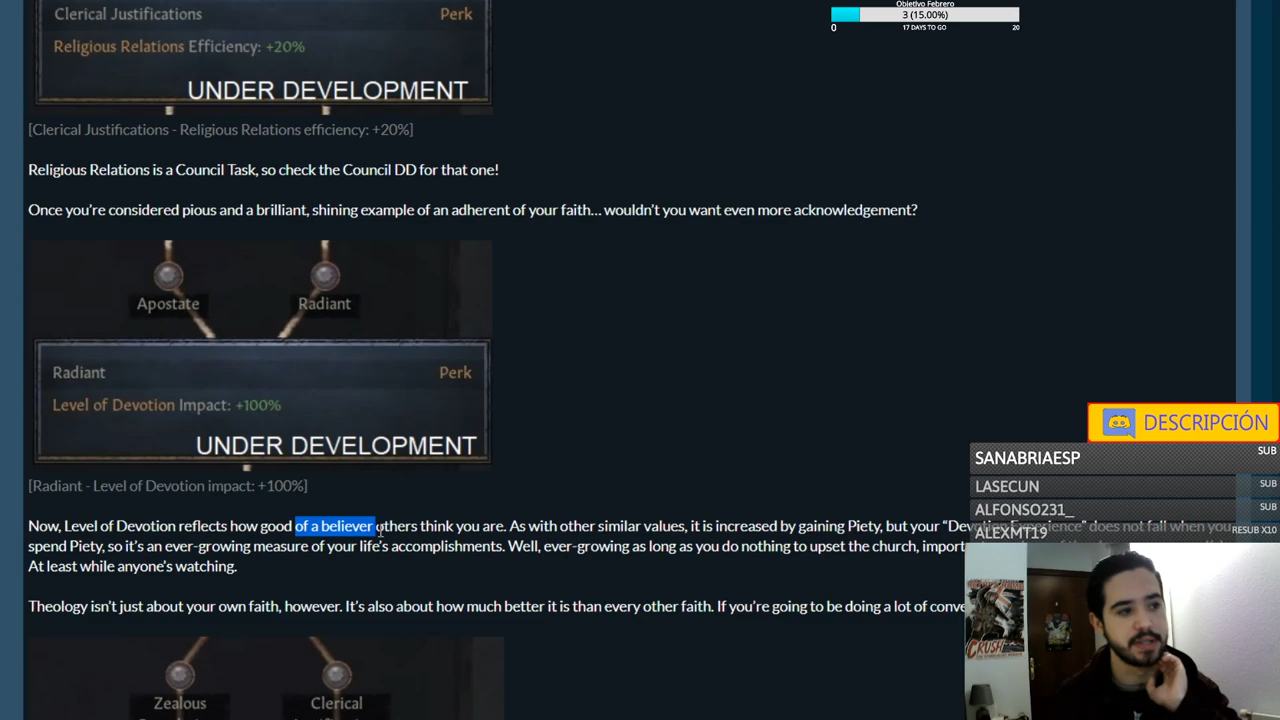 Clerical Justifications Perk
Religious Relations Efficiency: +20%
UNDER DEVELOPMENT
[Clerical Justifications - Religious Relations efficiency: +20%]
Religious Relations is a Council Task, so check the Council DD for that one!
Once you’re considered pious and a brilliant, shining example of an adherent of your faith… wouldn’t you want even more acknowledgement?
Apostate Radiant
Radiant Perk
Level of Devotion Impact: +100%
UNDER DEVELOPMENT
[Radiant - Level of Devotion impact: +100%]
Now, Level of Devotion reflects how good of a believer others think you are. As with other similar values, it is increased by gaining Piety, but your “Devotion Experience” does not fall when you
spend Piety, so it’s an ever-growing measure of your life’s accomplishments. Well, ever-growing as long as you do nothing to upset the church,
At least while anyone’s watching.
Theology isn’t just about your own faith, however. It’s also about how much better it is than every other faith. If you’re going to be doing a lot of
Zealous Clerical
Objetivo Febrero
3 (15.00%)
0 17 DAYS TO GO 20
DESCRIPCIÓN
SANABRIAESP SUB
LASECUN SUB
ALFONSO231_ SUB
ALEXMT19 RESUB X10
CRUSH